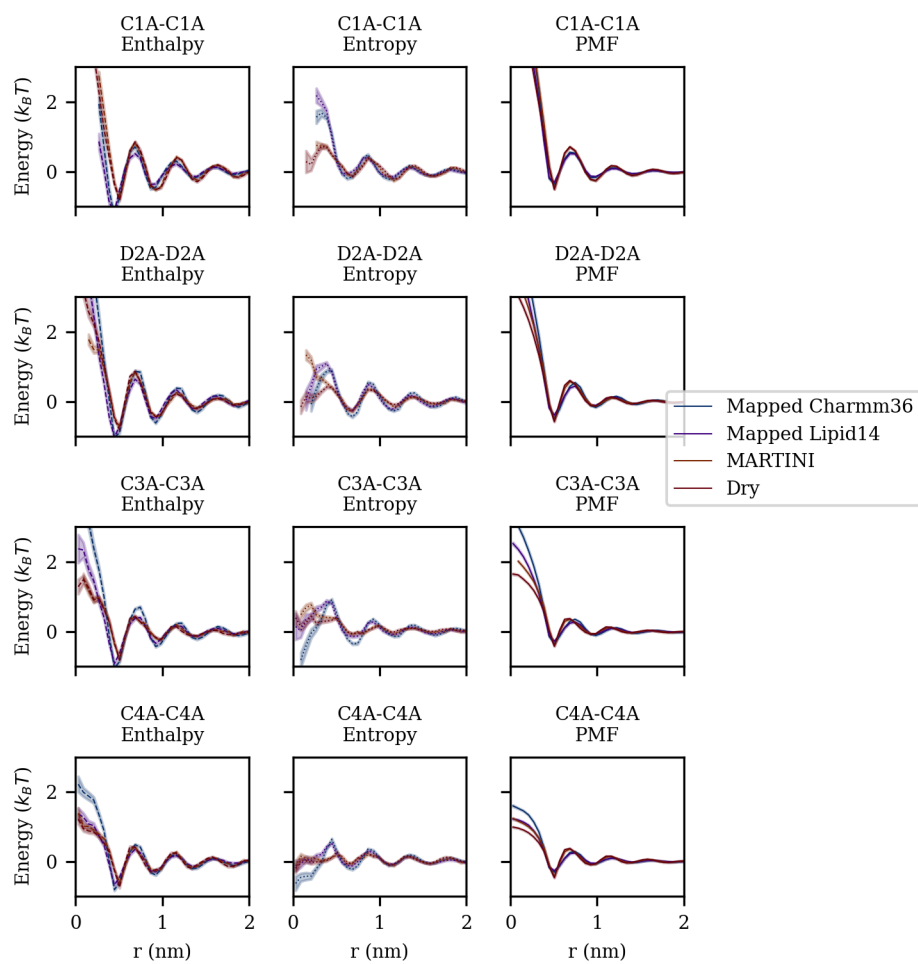 C1A-C1A
Enthalpy
C1A-C1A
Entropy
C1A-C1A
PMF
Energy (k_BT)
2
0
D2A-D2A
Enthalpy
D2A-D2A
Entropy
D2A-D2A
PMF
Energy (k_BT)
2
0
Mapped Charmm36
Mapped Lipid14
MARTINI
Dry
C3A-C3A
Enthalpy
C3A-C3A
Entropy
C3A-C3A
PMF
Energy (k_BT)
2
0
C4A-C4A
Enthalpy
C4A-C4A
Entropy
C4A-C4A
PMF
Energy (k_BT)
2
0
0 1 2
0 1 2
0 1 2
r (nm)
r (nm)
r (nm)